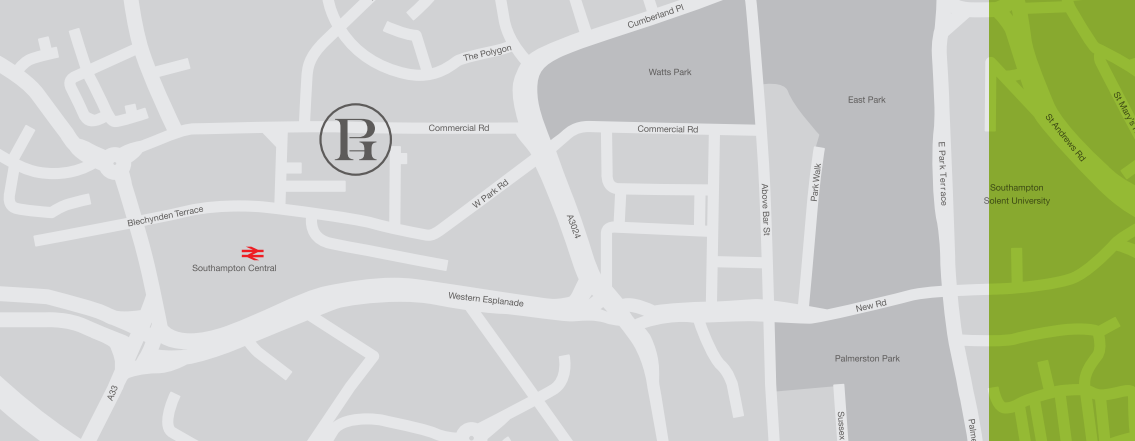 Cumberland Pl
The Polygon
Watts Park
East Park
St Mary's
Commercial Rd
Commercial Rd
St Andrews Rd
E Park Terrace
Park Walk
W Park Rd
Southampton
Solent University
Above Bar St
Blechynden Terrace
A3024
Southampton Central
Western Esplanade
New Rd
Palmerston Park
A33
Sussex
Palme